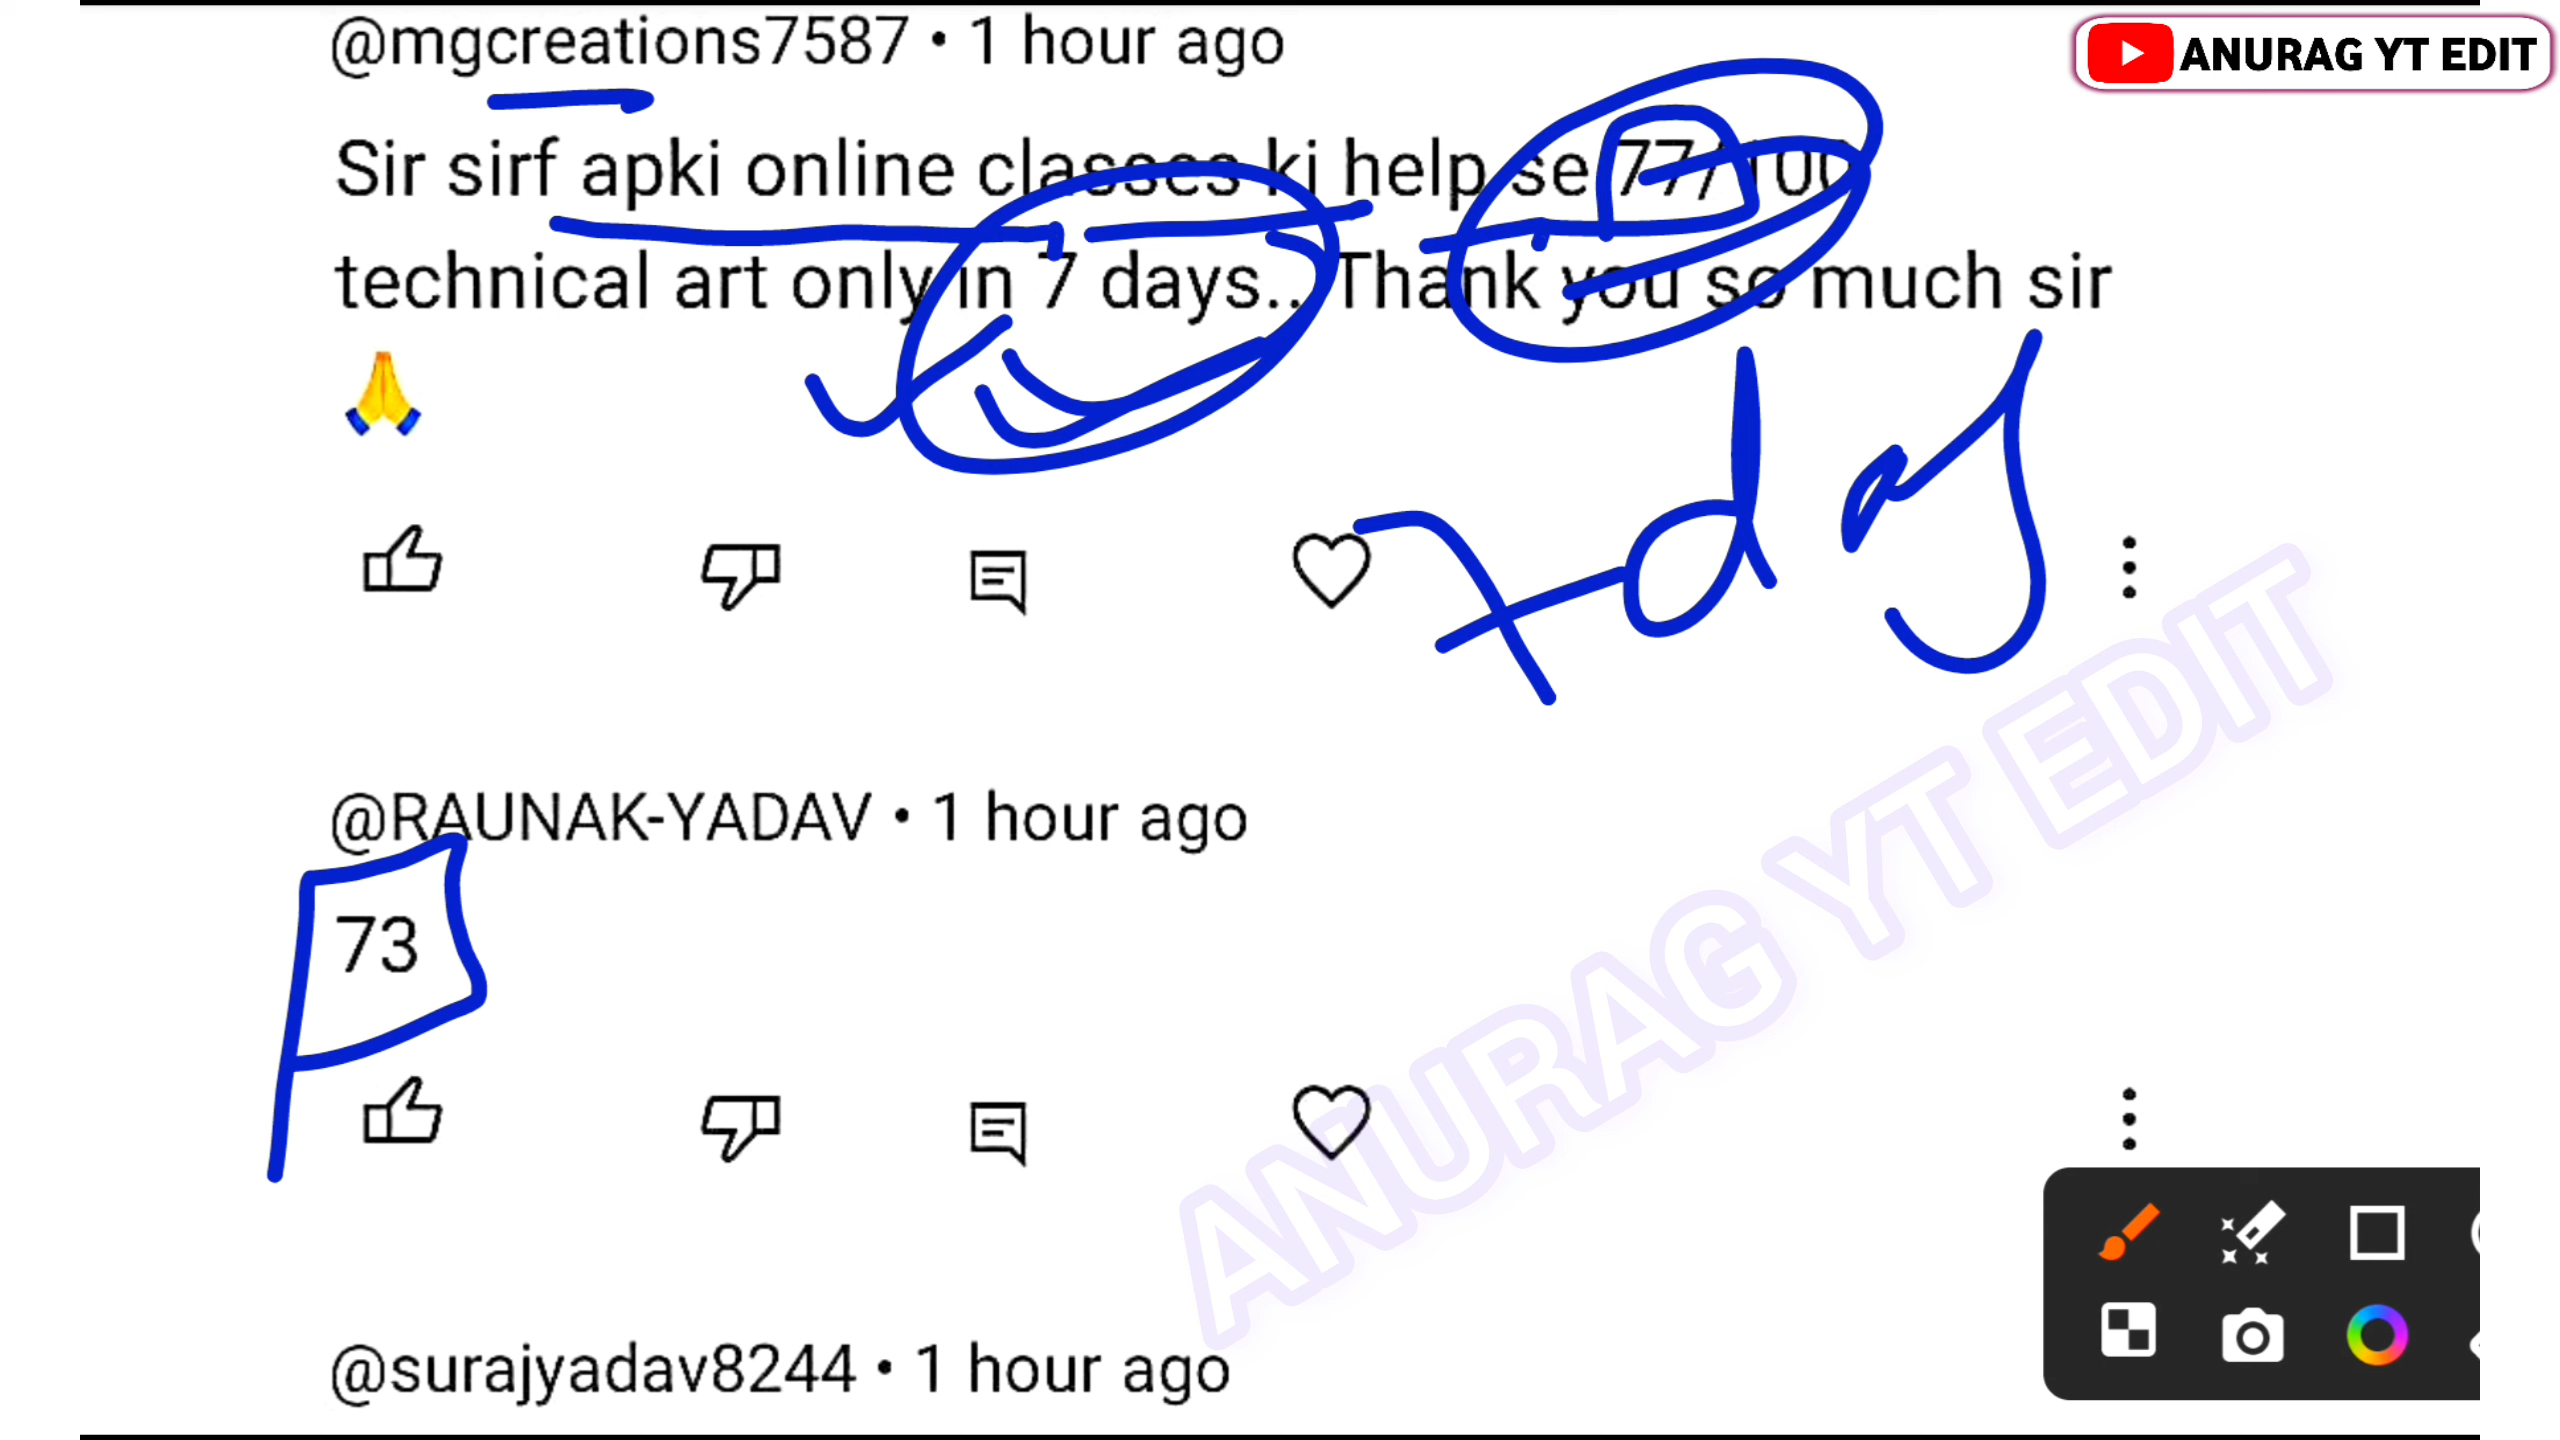 @mgcreations7587 • 1 hour ago
ANURAG YT EDIT
Sir sirf apki online classes ki help se 77/100
technical art only in 7 days.. Thank you so much sir
🙏
7 day
@RAUNAK-YADAV • 1 hour ago
73
ANURAG YT EDIT
@surajyadav8244 • 1 hour ago